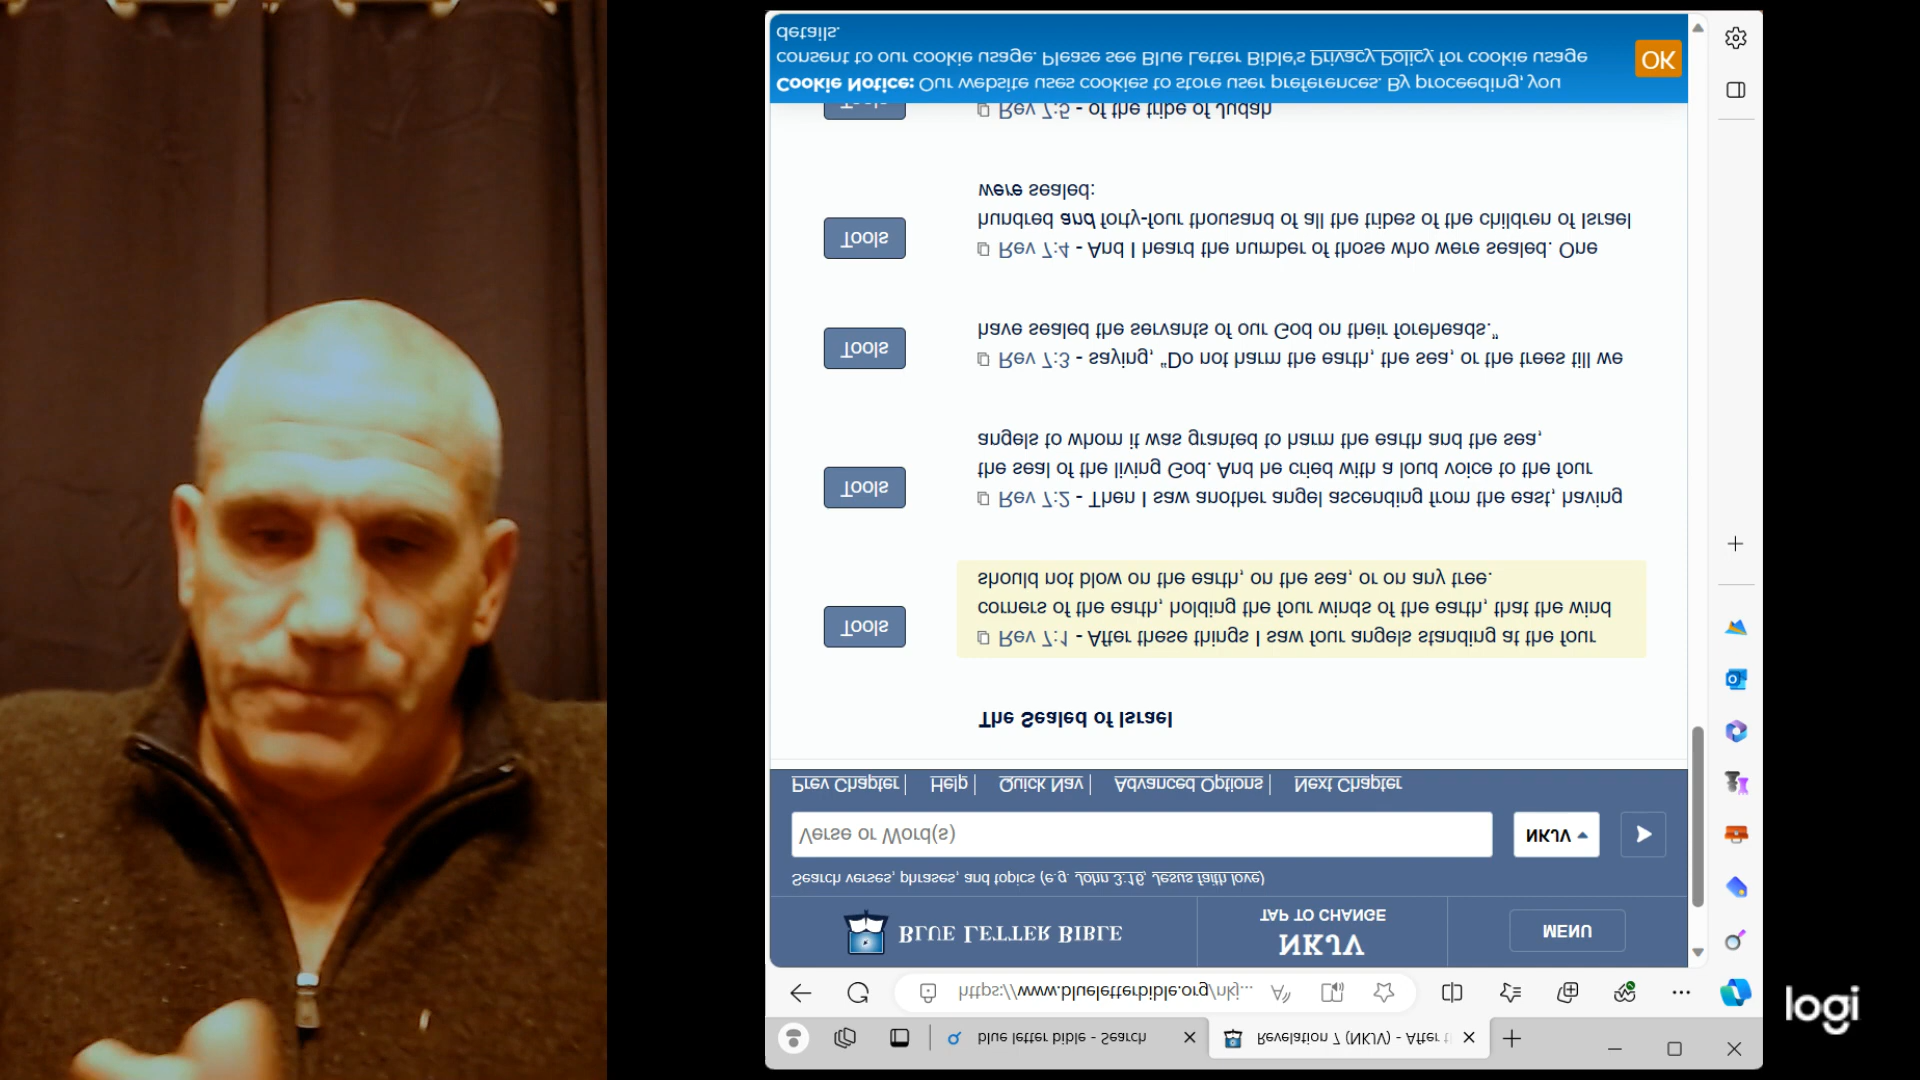 blue letter bible - Search
Revelation 7 (NKJV) - After t
https://www.blueletterbible.org/nkj...
BLUE LETTER BIBLE
NKJV
TAP TO CHANGE
MENU
Search verses, phrases, and topics (e.g. John 3:16, Jesus faith love)
Verse or Word(s)
NKJV
Prev Chapter | Help | Quick Nav | Advanced Options | Next Chapter
The Sealed of Israel
Tools
Rev 7:1 - After these things I saw four angels standing at the four
corners of the earth, holding the four winds of the earth, that the wind
should not blow on the earth, on the sea, or on any tree.
Tools
Rev 7:2 - Then I saw another angel ascending from the east, having
the seal of the living God. And he cried with a loud voice to the four
angels to whom it was granted to harm the earth and the sea,
Tools
Rev 7:3 - saying, “Do not harm the earth, the sea, or the trees till we
have sealed the servants of our God on their foreheads.”
Tools
Rev 7:4 - And I heard the number of those who were sealed. One
hundred and forty-four thousand of all the tribes of the children of Israel
were sealed:
Tools
Rev 7:5 - of the tribe of Judah
Cookie Notice: Our website uses cookies to store user preferences. By proceeding, you
consent to our cookie usage. Please see Blue Letter Bible's Privacy Policy for cookie usage
details.
OK
logi